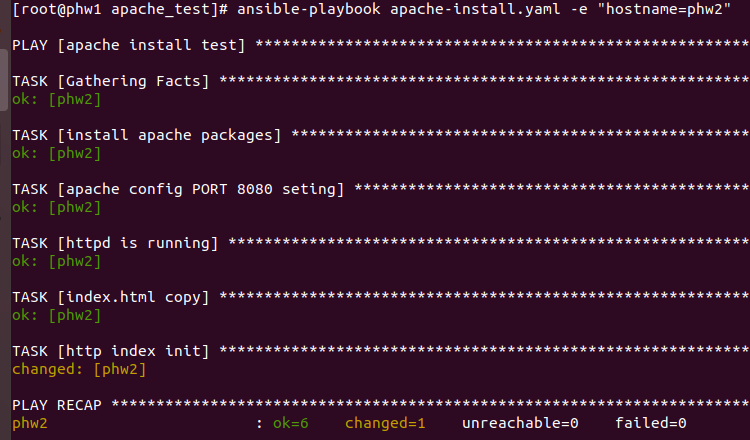 [root@phw1 apache_test]# ansible-playbook apache-install.yaml -e "hostname=phw2"
PLAY [apache install test] *******************************************************
TASK [Gathering Facts] ***********************************************************
ok: [phw2]
TASK [install apache packages] ***************************************************
ok: [phw2]
TASK [apache config PORT 8080 seting] ********************************************
ok: [phw2]
TASK [httpd is running] **********************************************************
ok: [phw2]
TASK [index.html copy] ***********************************************************
ok: [phw2]
TASK [http index init] ***********************************************************
changed: [phw2]
PLAY RECAP ***********************************************************************
phw2                       : ok=6    changed=1    unreachable=0    failed=0